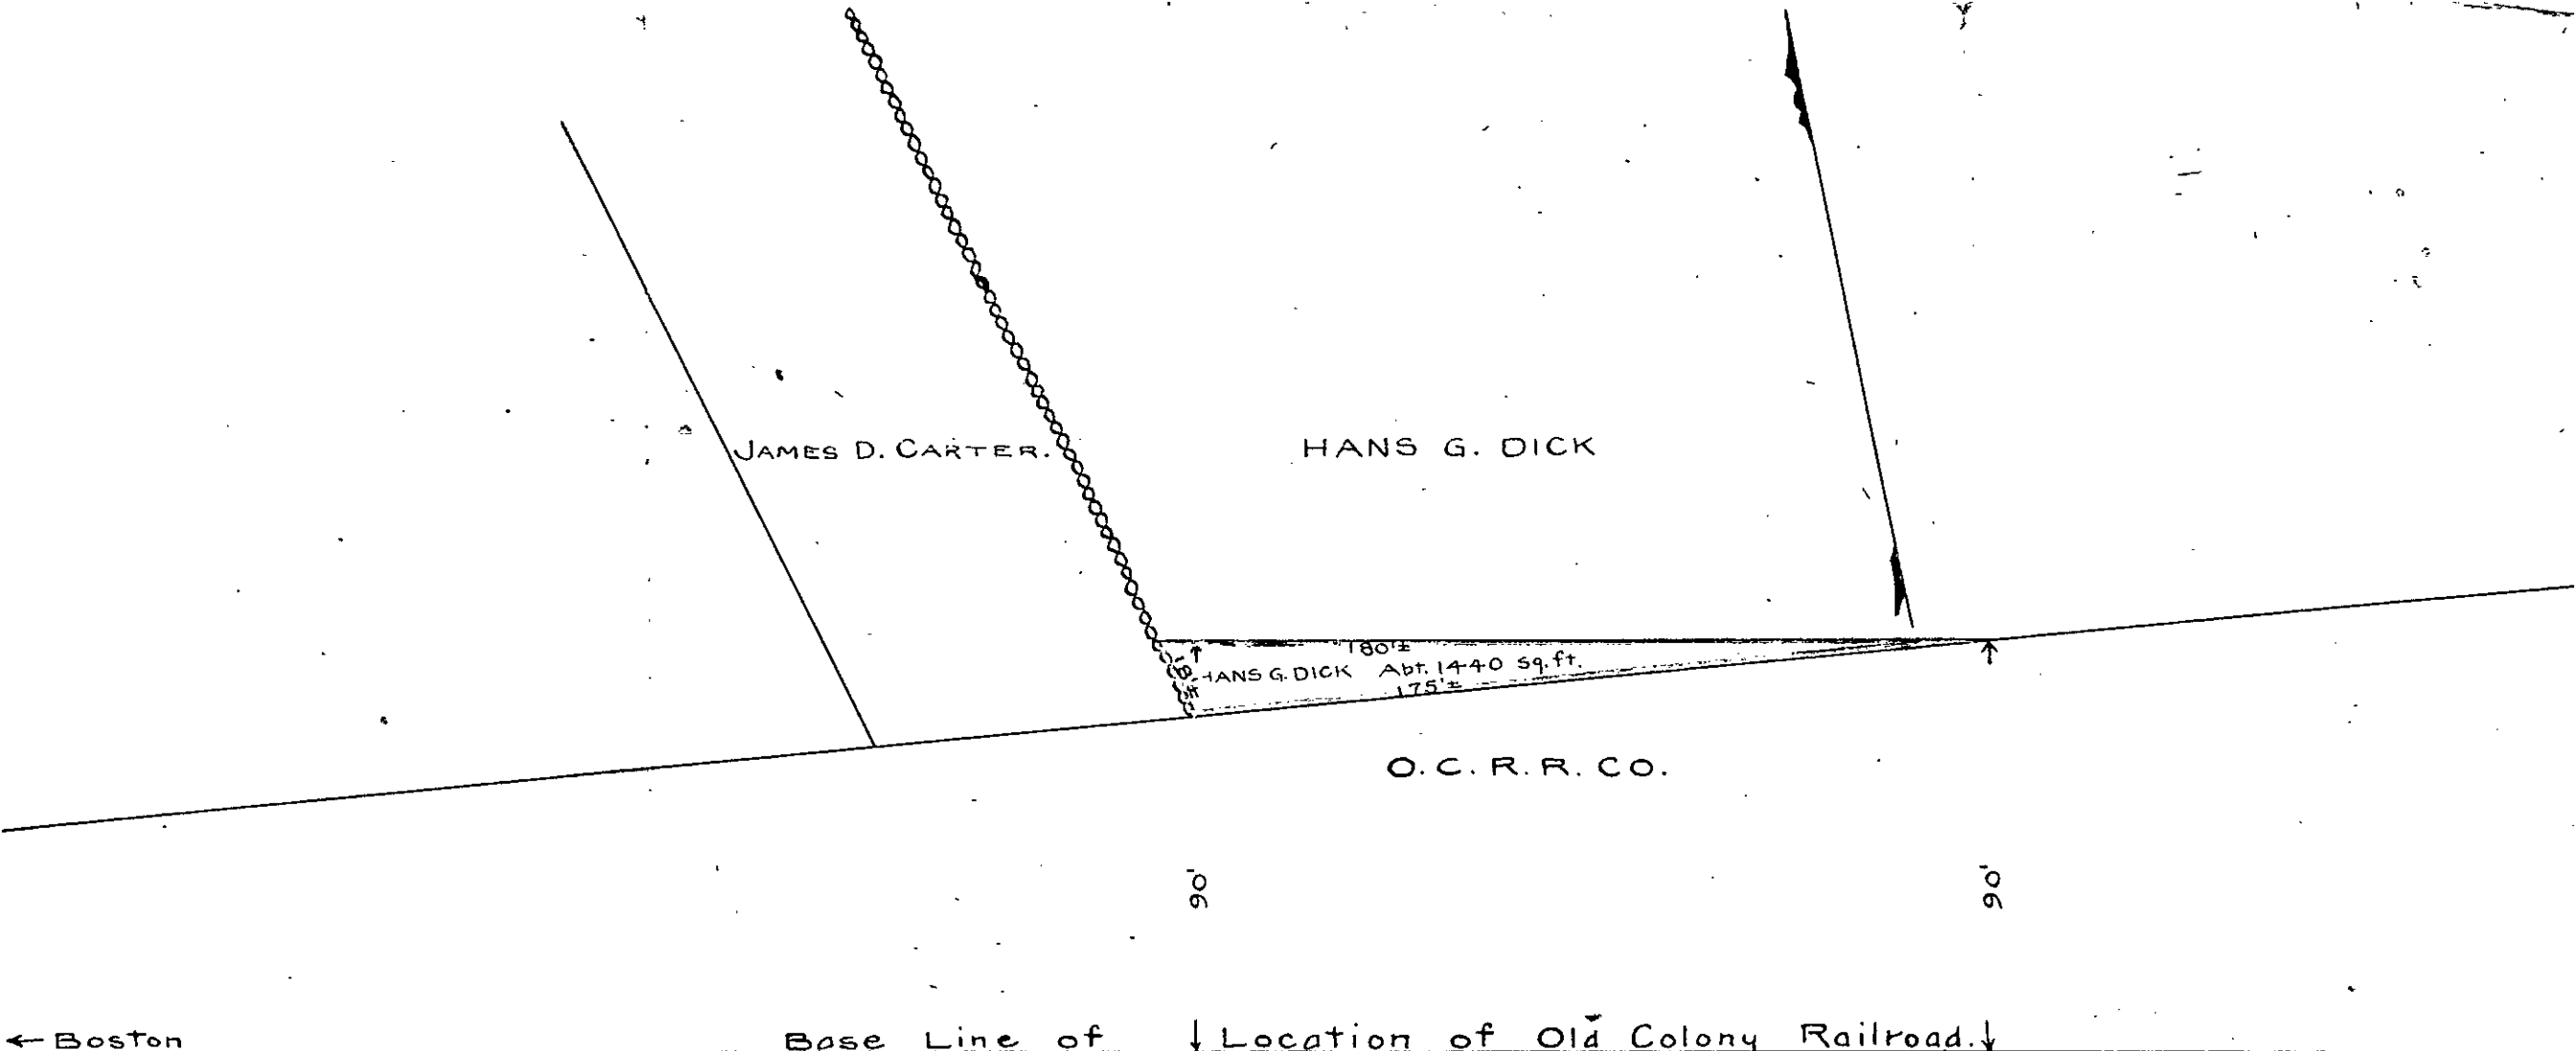 JAMES D. CARTER.
HANS G. DICK
180'±
18'±
HANS G. DICK Abt. 1440 sq.ft.
175'±
O.C.R.R.CO.
90'
90'
← Boston
Base Line of Location of Old Colony Railroad.